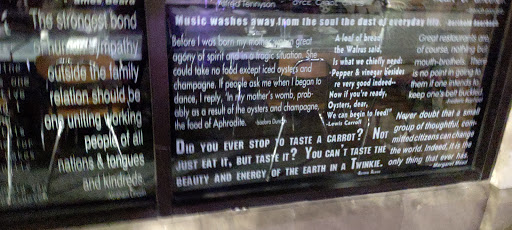 James Beard
The strongest bond
of human sympathy
outside the family
relation should be
one uniting working
people of all
nations & tongues
and kindreds
Alfred Tennyson
Joyce
Music washes away from the soul the dust of everyday life.
Before I was born my mother was in great
agony of spirit and in a tragic situation. She
could take no food except iced oysters and
champagne. If people ask me when I began to
dance, I reply, 'In my mother's womb, prob-
ably as a result of the oysters and champagne,
the food of Aphrodite.
-Isadora Duncan
A loaf of bread
the Walrus said,
Is what we chiefly need:
-Pepper & vinegar besides
re very good indeed
Now if you're ready,
Oysters, dear,
We can begin to feed!'
-Lewis Carroll
Great restaurants are,
of course, nothing but
mouth-brothels. There
is no point in going to
them if one intends to
keep one's belt buckled
DID YOU EVER STOP TO TASTE A CARROT? NOT
JUST EAT IT, BUT TASTE IT? YOU CAN'T TASTE THE
BEAUTY AND ENERGY OF THE EARTH IN A TWINKIE.
Never doubt that a small
group of thoughtful, com
mitted citizens can change
the world. Indeed, it is the
only thing that ever has.
Margaret